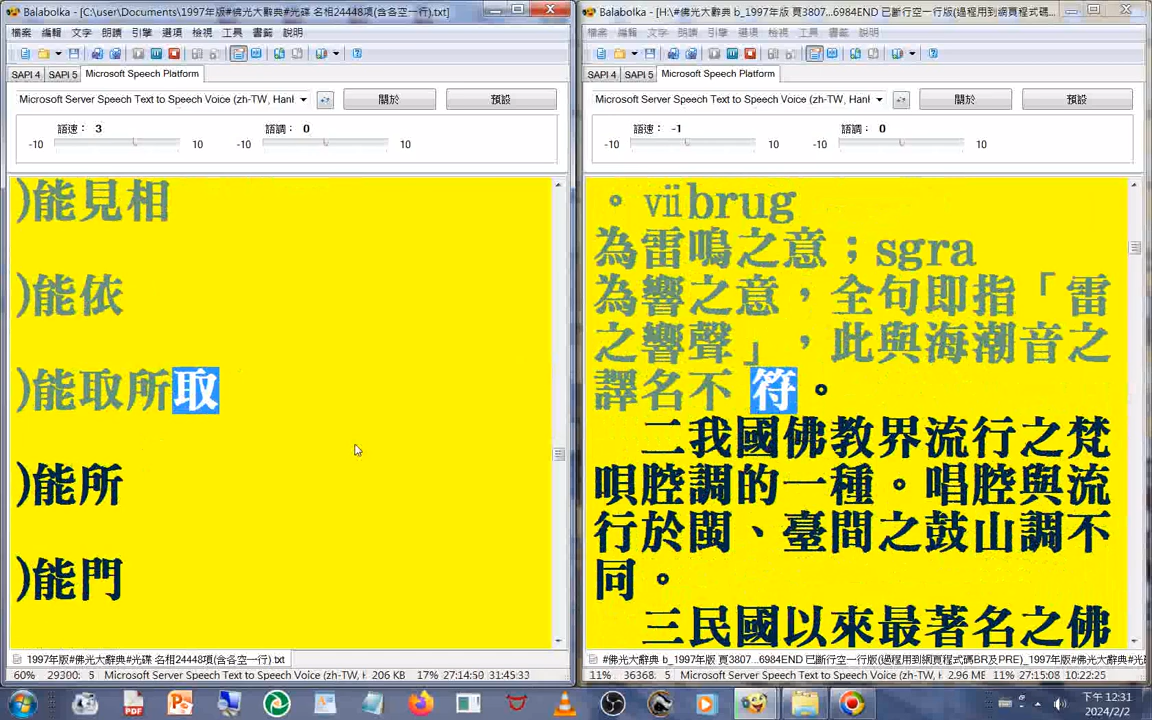 Balabolka - [C:\user\Documents\1997年版#佛光大辭典#光碟 名相24448項(含各空一行).txt]
檔案 編輯 文字 朗讀 引擎 選項 檢視 工具 書籤 說明
SAPI 4 SAPI 5 Microsoft Speech Platform
Microsoft Server Speech Text to Speech Voice (zh-TW, Hanl 關於 預設
語速： 3 語調： 0
-10 10 -10 10
)能見相
)能依
)能取所取
)能所
)能門
1997年版#佛光大辭典#光碟 名相24448項(含各空一行).txt
60% 29300: 5 Microsoft Server Speech Text to Speech Voice (zh-TW, H 206 KB 17% 27:14:50 31:45:33
Balabolka - [H:\#佛光大辭典 b_1997年版 頁3807...6984END 已斷行空一行版(過程用到網頁程式碼...
檔案 編輯 文字 朗讀 引擎 選項 檢視 工具 書籤 說明
SAPI 4 SAPI 5 Microsoft Speech Platform
Microsoft Server Speech Text to Speech Voice (zh-TW, Hanl 關於 預設
語速： -1 語調： 0
-10 10 -10 10
。ⅶbrug
為雷鳴之意；sgra
為響之意，全句即指「雷
之響聲」，此與海潮音之
譯名不符。
二我國佛教界流行之梵
唄腔調的一種。唱腔與流
行於閩、臺間之鼓山調不
同。
三民國以來最著名之佛
#佛光大辭典 b_1997年版 頁3807...6984END 已斷行空一行版(過程用到網頁程式碼BR及PRE)_1997年版#佛光大辭典#光
11% 36368: 5 Microsoft Server Speech Text to Speech Voice (zh-TW, H 2.96 ME 11% 27:15:08 10:22:25
PDF
下午 12:31
2024/2/2